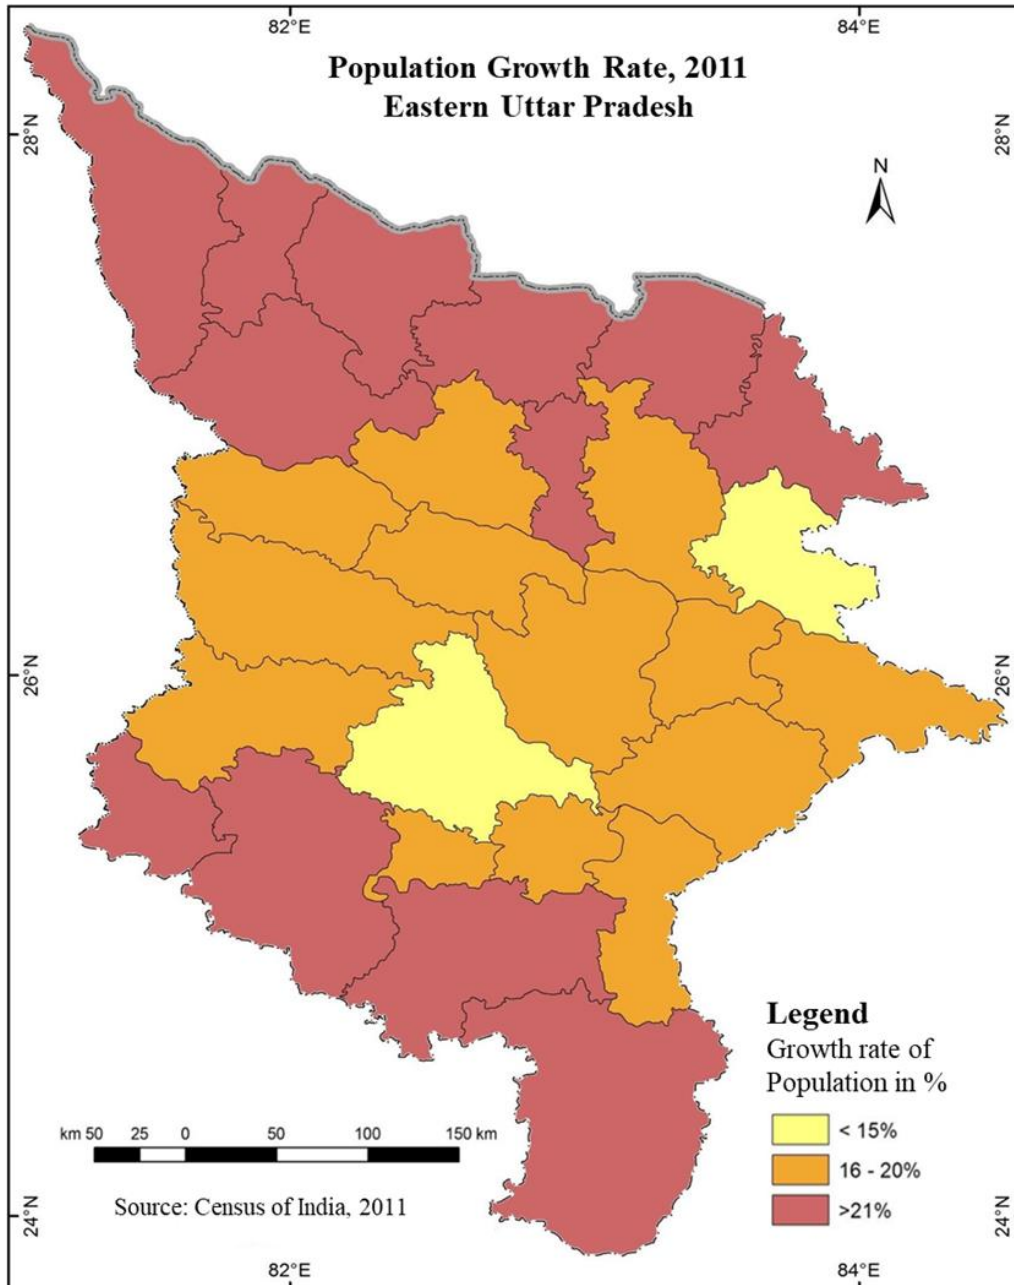 82°E
84°E
Population Growth Rate, 2011
Eastern Uttar Pradesh
28°N
28°N
N
26°N
26°N
Legend
Growth rate of
Population in %
< 15%
16 - 20%
>21%
km 50 25 0 50 100 150 km
Source: Census of India, 2011
24°N
24°N
82°E
84°E